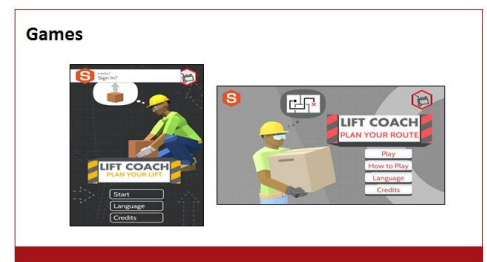 Games
S
Hello!
Sign In?
LIFT COACH
PLAN YOUR LIFT
Start
Language
Credits
S
LIFT COACH
PLAN YOUR ROUTE
Play
How to Play
Language
Credits